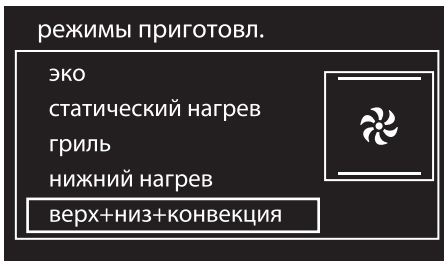 режимы приготовл.
эко
статический нагрев
гриль
нижний нагрев
верх+низ+конвекция